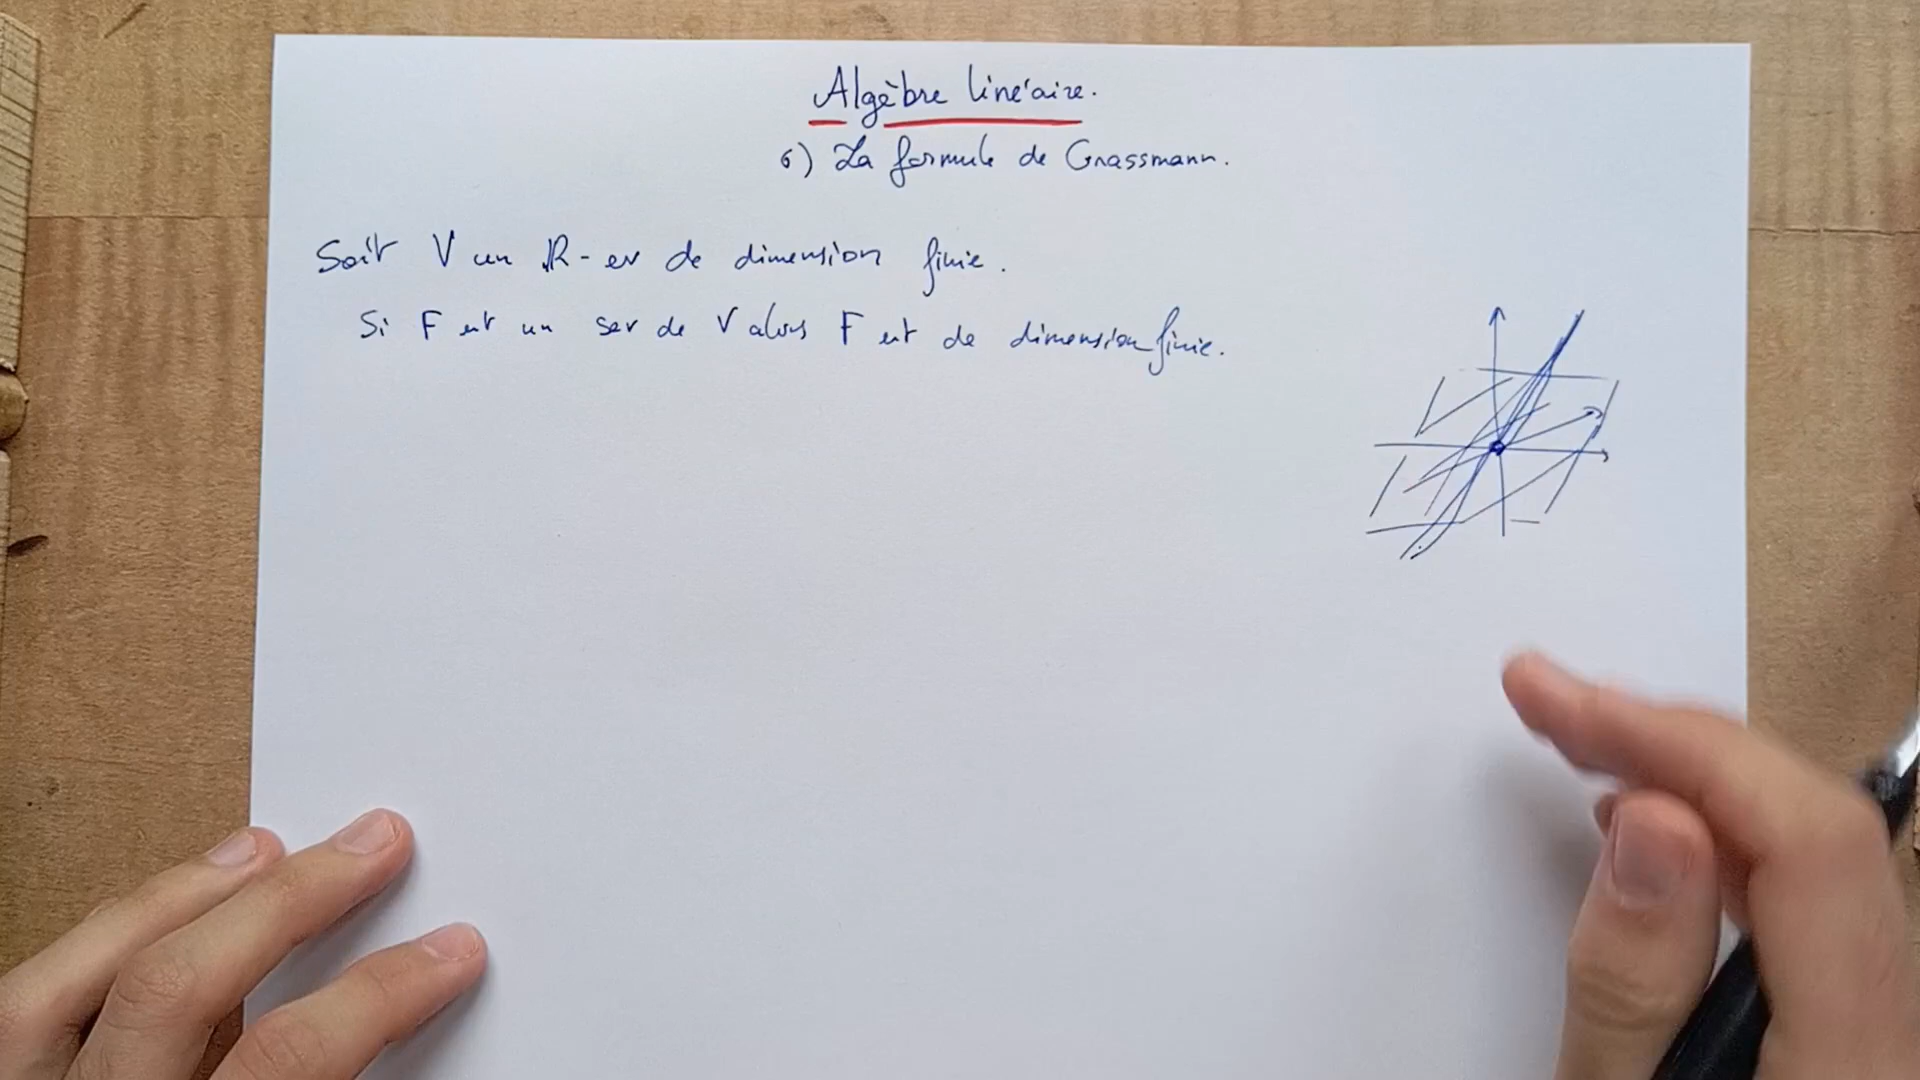 Algèbre linéaire.
6) La formule de Grassmann.
Soit V un ℝ-ev de dimension finie.
Si F est un sev de V alors F est de dimension finie.